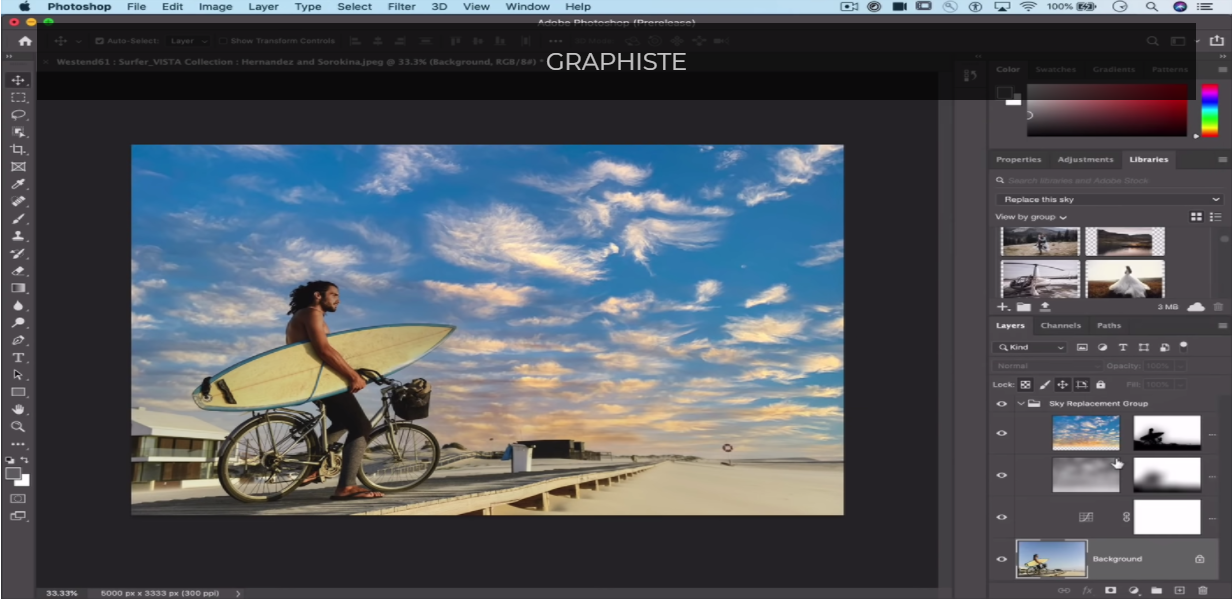 Photoshop File Edit Image Layer Type Select Filter 3D View Window Help 100%
Adobe Photoshop (Prerelease)
Auto-Select: Layer Show Transform Controls
Westend61 : Surfer_VISTA Collection : Hernandez and Sorokina.jpeg @ 33.3% (Background, RGB/8#) *
GRAPHISTE
Color Swatches Gradients Patterns
Properties Adjustments Libraries
Search libraries and Adobe Stock
Replace this sky
View by group
3 MB
Layers Channels Paths
Kind
Normal Opacity: 100%
Lock: Fill: 100%
Sky Replacement Group
Background
33.33% 5000 px x 3333 px (300 ppi)